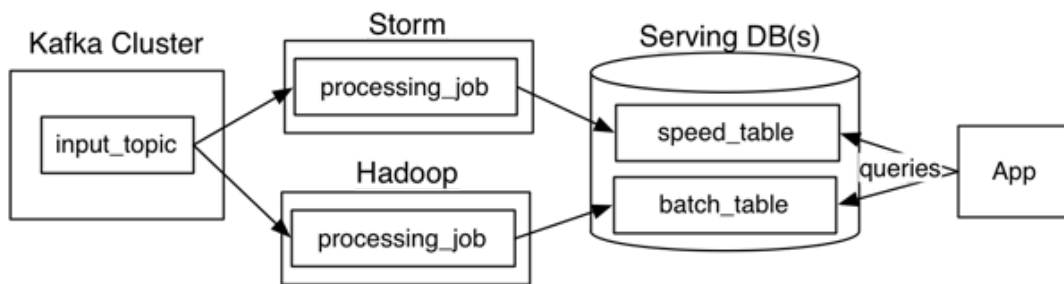 Kafka Cluster
input_topic
Storm
processing_job
Hadoop
processing_job
Serving DB(s)
speed_table
batch_table
queries
App